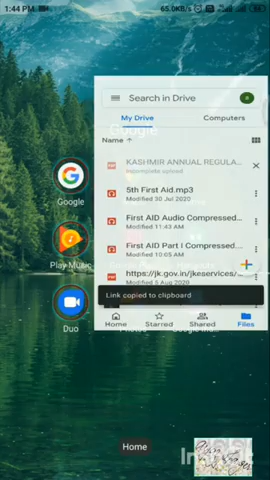 1:44 PM
65.0KB/s
Search in Drive
a
My Drive
Computers
Google
Name
KASHMIR ANNUAL REGULA...
Incomplete upload
5th First Aid.mp3
Modified 30 Jul 2020
Google
First AID Audio Compressed...
Modified 11:43 AM
First AID Part I Compressed...
Modified 10:05 AM
Play Music
https://jk.gov.in/jkeservices/...
Modified 5 Aug 2020
Link copied to clipboard
Duo
Home
Starred
Shared
Files
Home